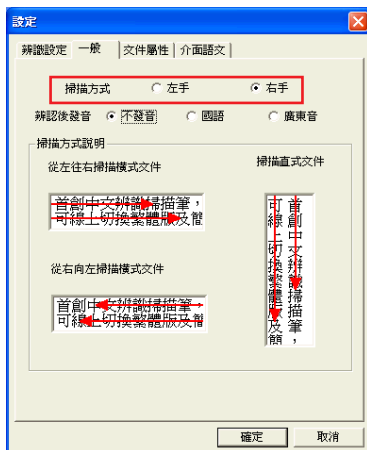 設定
辨識設定 一般 文件屬性 介面語文
掃描方式 左手 右手
辨認後發音 不發音 國語 廣東音
掃描方式說明
從左往右掃描橫式文件
首創中文辨識掃描筆，
可線上切換繁體版及簡
從右向左掃描橫式文件
首創中文辨識掃描筆，
可線上切換繁體版及簡
掃描直式文件
首創中文辨識掃描筆，
可線上切換繁體版及簡
確定 取消